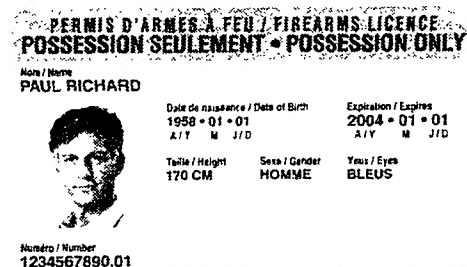 PERMIS D'ARMES À FEU / FIREARMS LICENCE
POSSESSION SEULEMENT • POSSESSION ONLY
Nom / Name
PAUL RICHARD
Date de naissance / Date of Birth
1958 • 01 • 01
A/Y M J/D
Expiration / Expires
2004 • 01 • 01
A/Y M J/D
Taille / Height
170 CM
Sexe / Gender
HOMME
Yeux / Eyes
BLEUS
Numéro / Number
1234567890.01